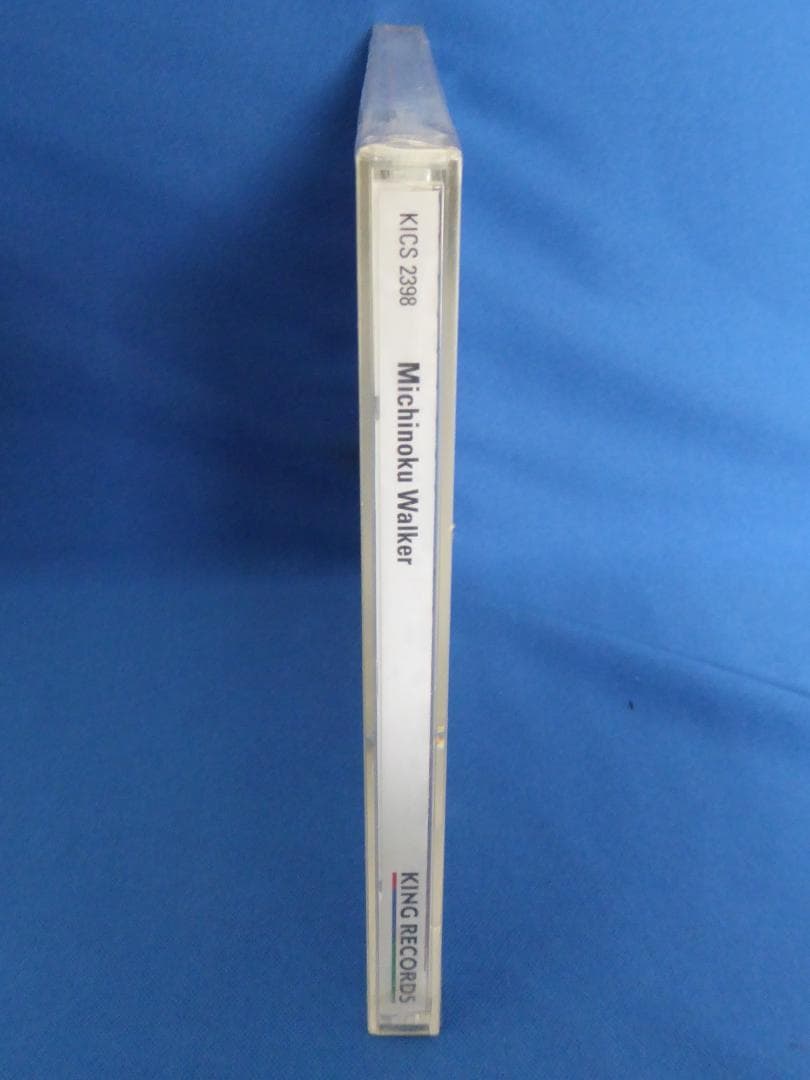 KICS 2398
Michinoku Walker
KING RECORDS